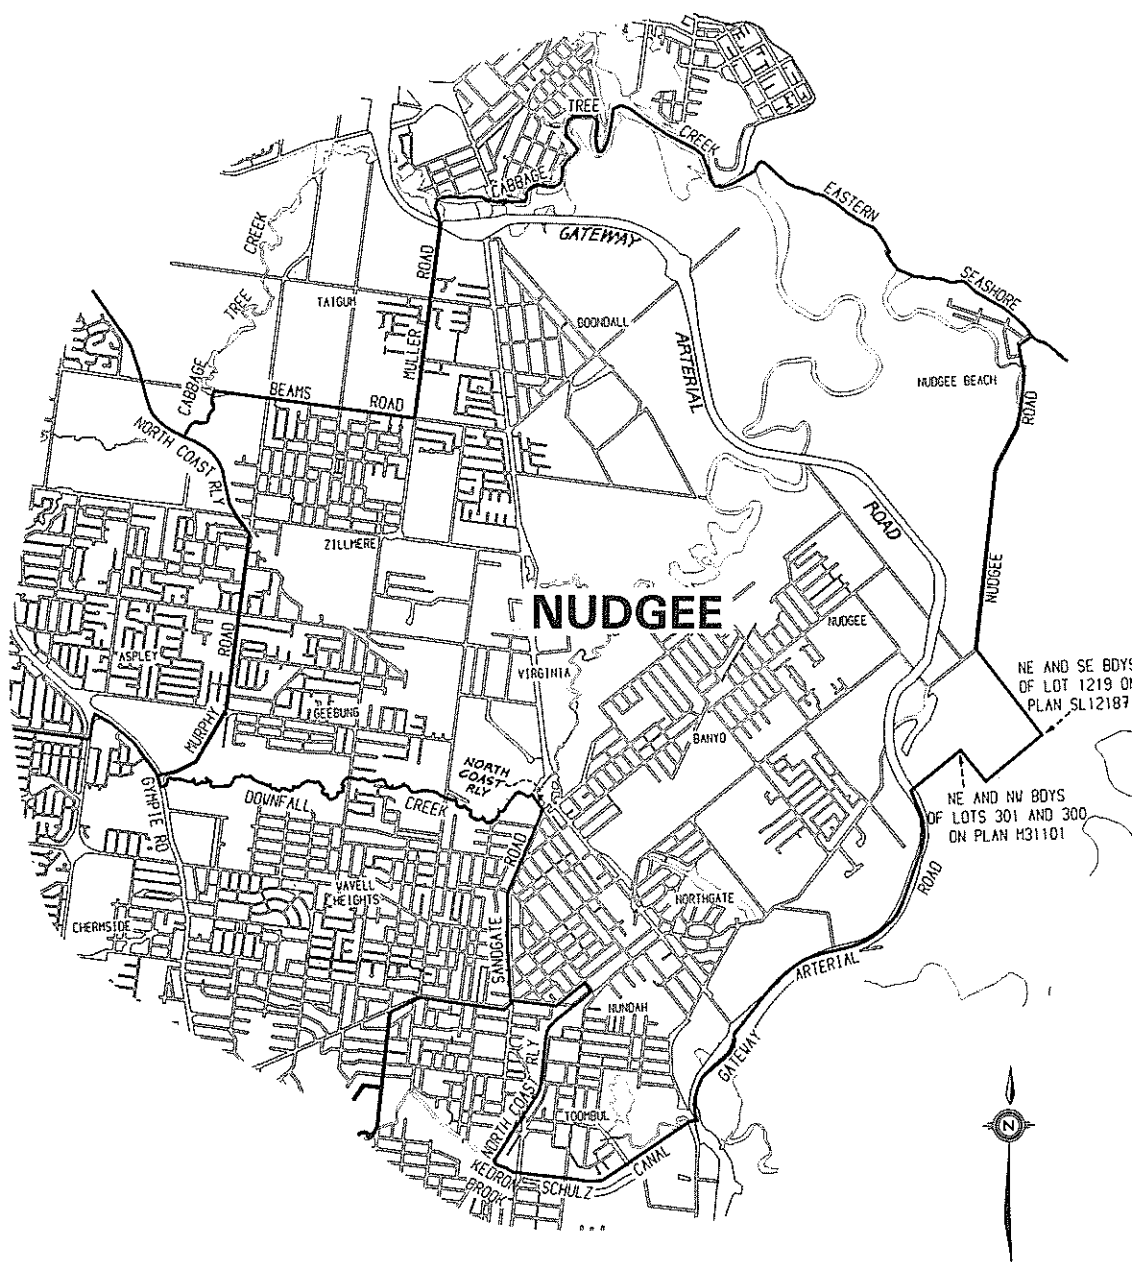 TREE
CREEK
CABBAGE
EASTERN
CREEK
GATEWAY
ROAD
SEASHORE
TREE
TAIGUM
BOONDALL
MULLER
ARTERIAL
CABBAGE
BEAMS
ROAD
NUDGEE BEACH
ROAD
NORTH COAST RLY
ROAD
ZILLMERE
NUDGEE
NUDGEE
ROAD
NUDGEE
ASPLEY
VIRGINIA
NE AND SE BDYS
OF LOT 1219 ON
PLAN SL12187
GEEBUNG
MURPHY
BANYO
NORTH
COAST
RLY
GYMPIE RD
DOWNFALL
CREEK
NE AND NW BDYS
OF LOTS 301 AND 300
ON PLAN M31101
ROAD
ROAD
WAVELL
HEIGHTS
NORTHGATE
CHERMSIDE
SANDGATE
ARTERIAL
NUNDAH
GATEWAY
NORTH COAST RLY
TOOMBUL
N
KEDRON
BROOK
SCHULZ
CANAL